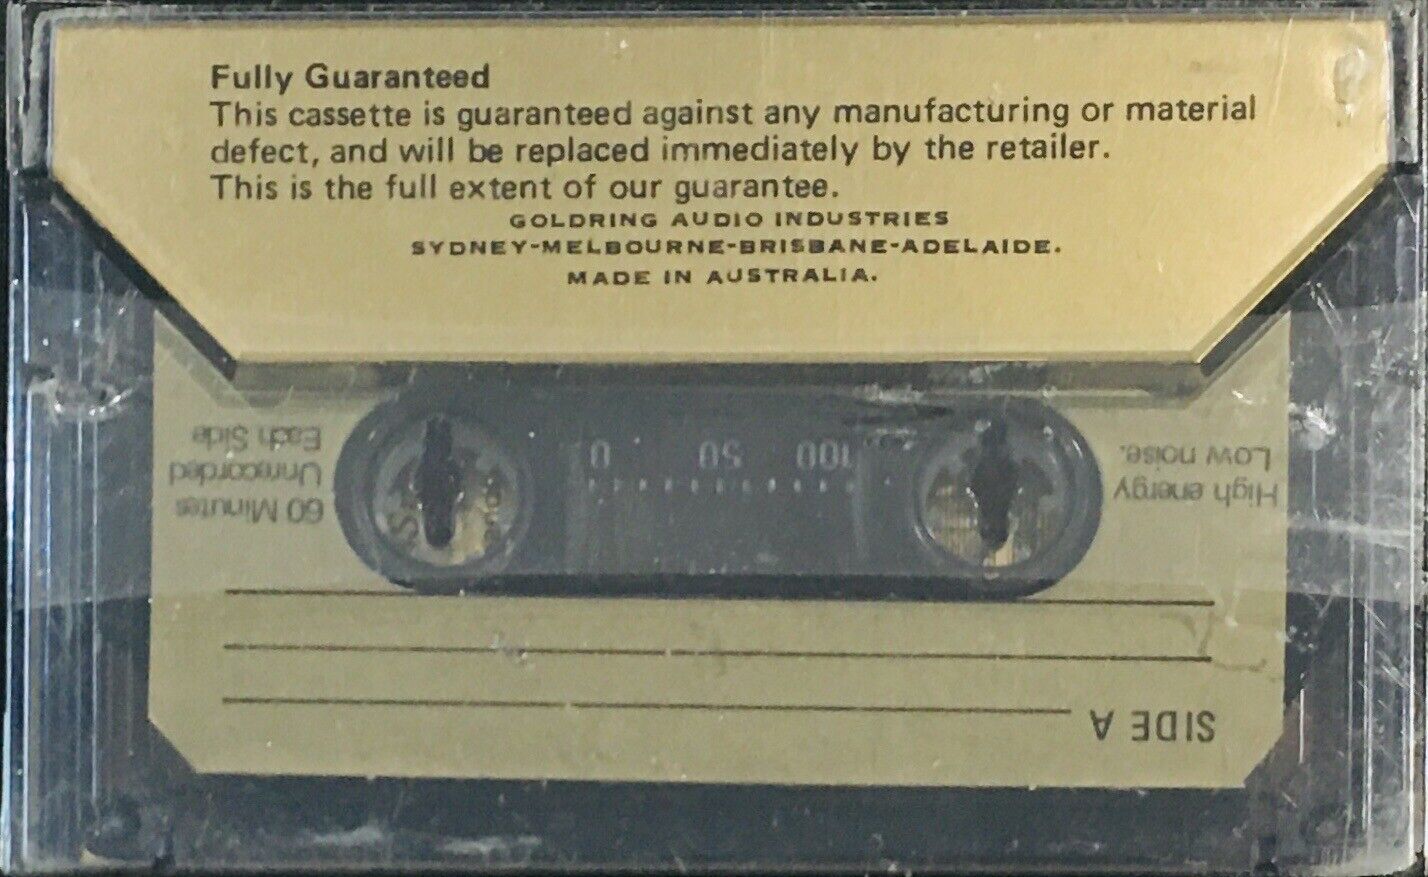 Fully Guaranteed
This cassette is guaranteed against any manufacturing or material
defect, and will be replaced immediately by the retailer.
This is the full extent of our guarantee.
GOLDRING AUDIO INDUSTRIES
SYDNEY-MELBOURNE-BRISBANE-ADELAIDE.
MADE IN AUSTRALIA.
SIDE A
High energy
Low noise.
100 50 0
60 Minutes
Unrecorded
Each Side